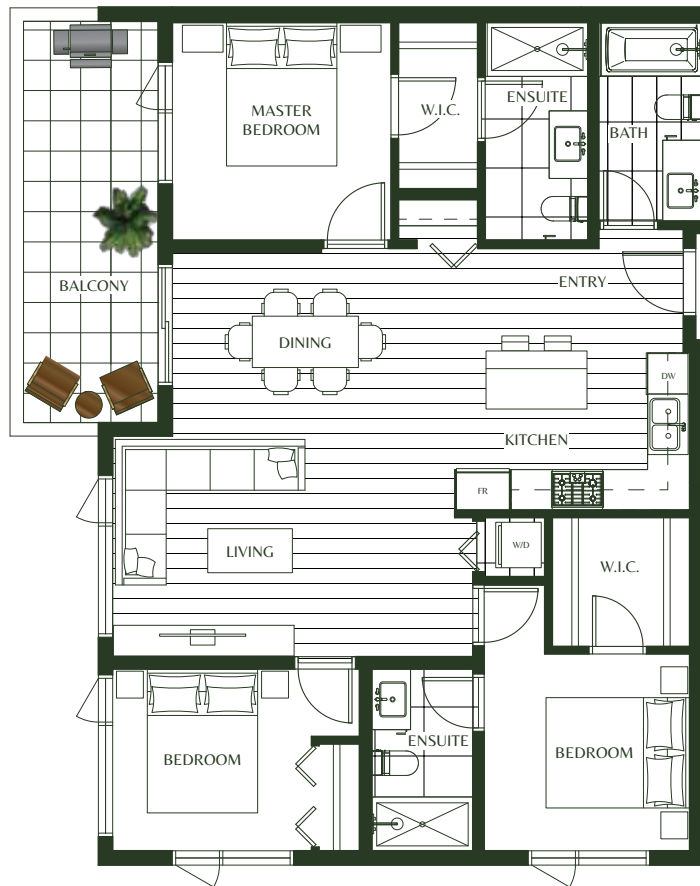 MASTER
BEDROOM
W.I.C.
ENSUITE
BATH
BALCONY
ENTRY
DINING
DW
KITCHEN
FR
LIVING
W/D
W.I.C.
BEDROOM
ENSUITE
BEDROOM